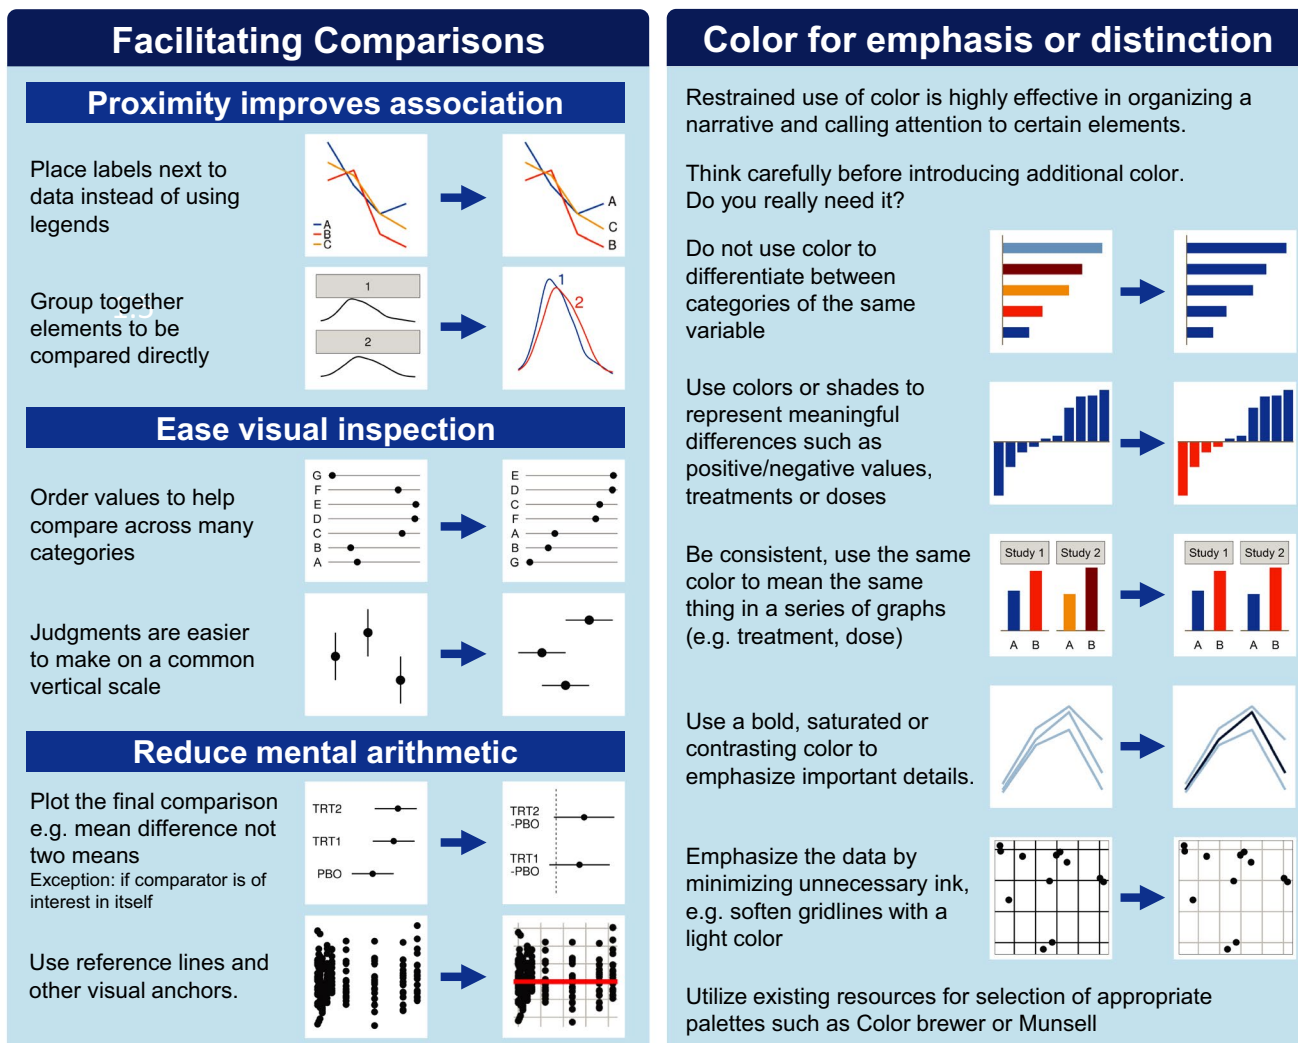 Facilitating Comparisons
Proximity improves association
Place labels next to
data instead of using
legends
A
B
C
A
C
B
Group together
elements to be
compared directly
1
2
1
2
Ease visual inspection
Order values to help
compare across many
categories
G
F
E
D
C
B
A
E
D
C
F
A
B
G
Judgments are easier
to make on a common
vertical scale
Reduce mental arithmetic
Plot the final comparison
e.g. mean difference not
two means
Exception: if comparator is of
interest in itself
TRT2
TRT1
PBO
TRT2
-PBO
TRT1
-PBO
Use reference lines and
other visual anchors.
Color for emphasis or distinction
Restrained use of color is highly effective in organizing a
narrative and calling attention to certain elements.
Think carefully before introducing additional color.
Do you really need it?
Do not use color to
differentiate between
categories of the same
variable
Use colors or shades to
represent meaningful
differences such as
positive/negative values,
treatments or doses
Be consistent, use the same
color to mean the same
thing in a series of graphs
(e.g. treatment, dose)
Study 1 Study 2
A B A B
Study 1 Study 2
A B A B
Use a bold, saturated or
contrasting color to
emphasize important details.
Emphasize the data by
minimizing unnecessary ink,
e.g. soften gridlines with a
light color
Utilize existing resources for selection of appropriate
palettes such as Color brewer or Munsell